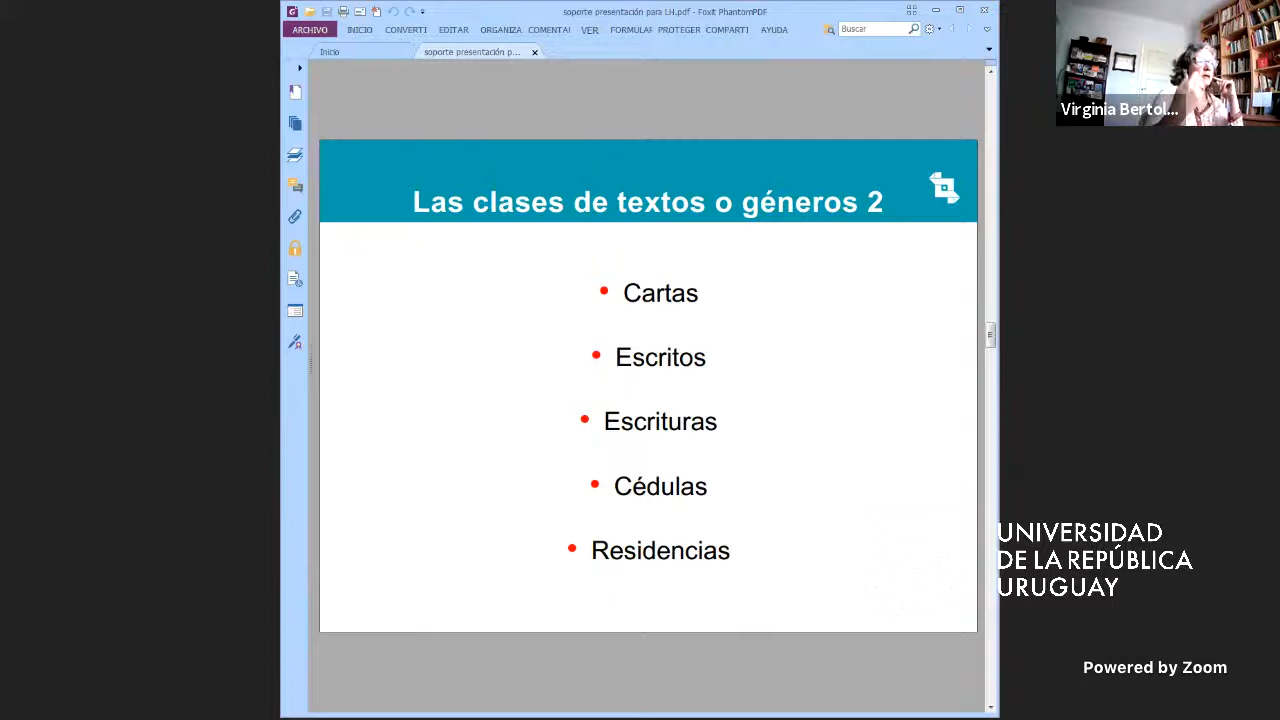 soporte presentación para LH.pdf - Foxit PhantomPDF
ARCHIVO INICIO CONVERTI EDITAR ORGANIZA COMENTAI VER FORMULAF PROTEGER COMPARTI AYUDA
Buscar
Inicio
soporte presentación p...
Virginia Bertol...
Las clases de textos o géneros 2
• Cartas
• Escritos
• Escrituras
• Cédulas
• Residencias
UNIVERSIDAD
DE LA REPÚBLICA
URUGUAY
Powered by Zoom